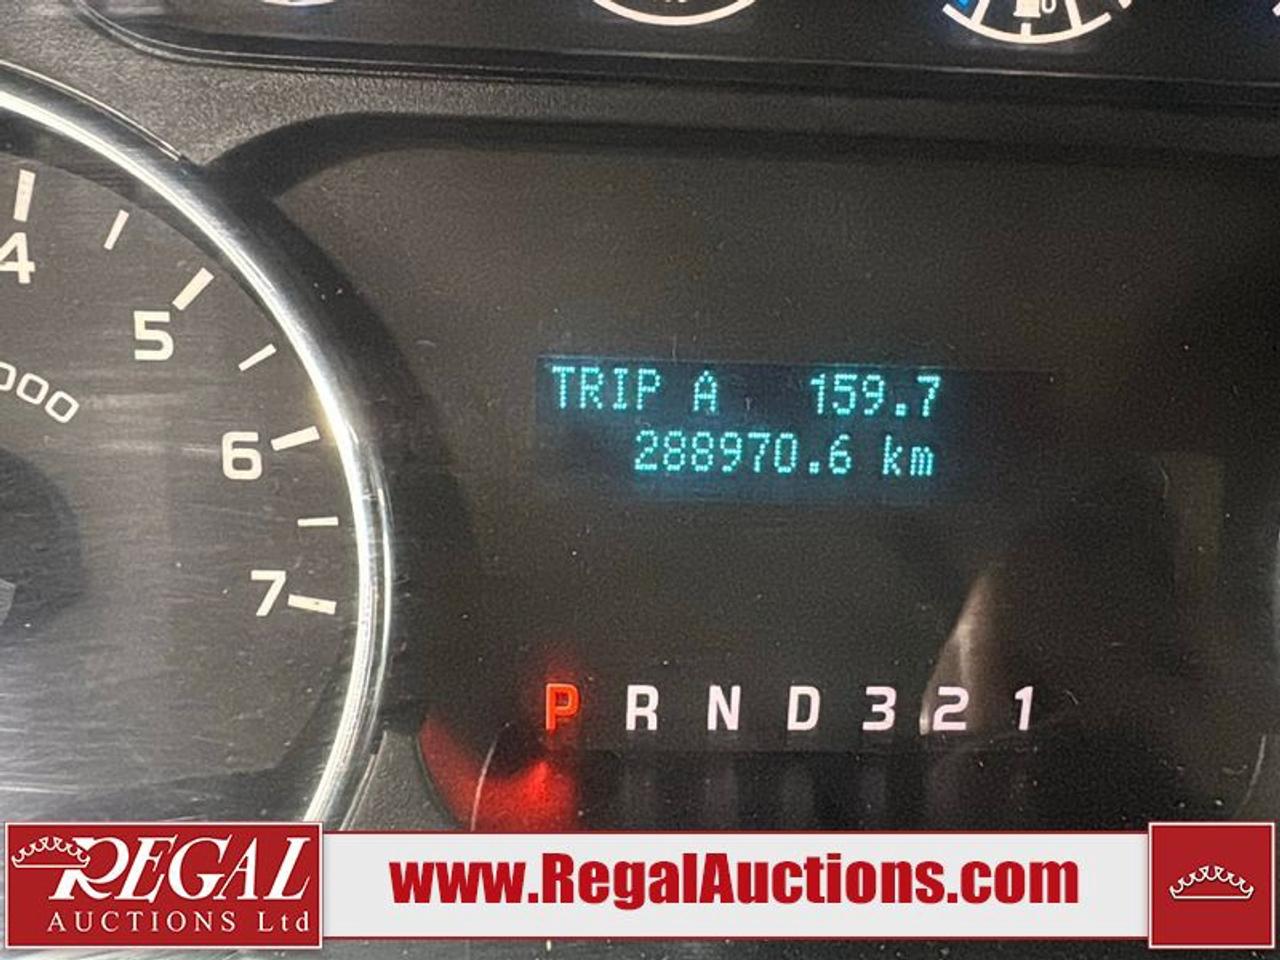 4
5
000
6
7
TRIP A 159.7
288970.6 km
P R N D 3 2 1
REGAL
AUCTIONS Ltd
www.RegalAuctions.com